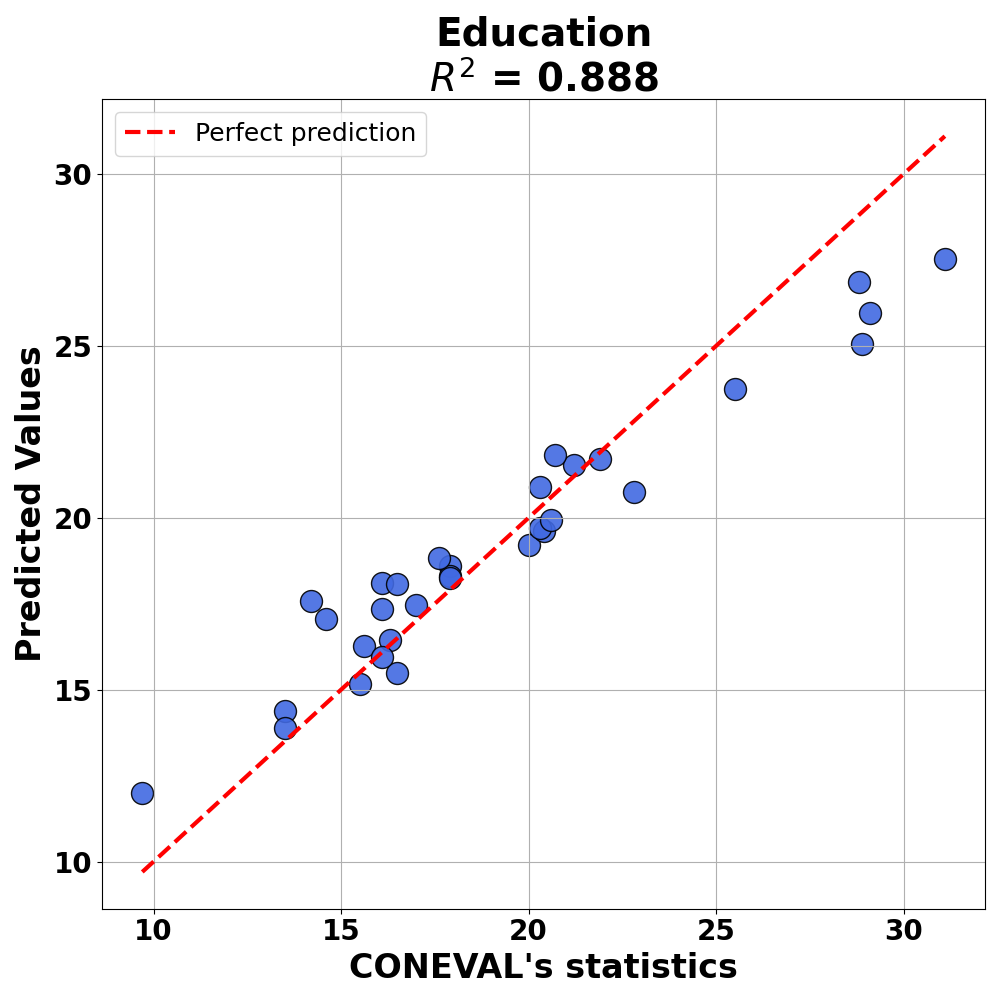 Education
R² = 0.888
Perfect prediction
30
25
20
15
10
Predicted Values
10 15 20 25 30
CONEVAL's statistics